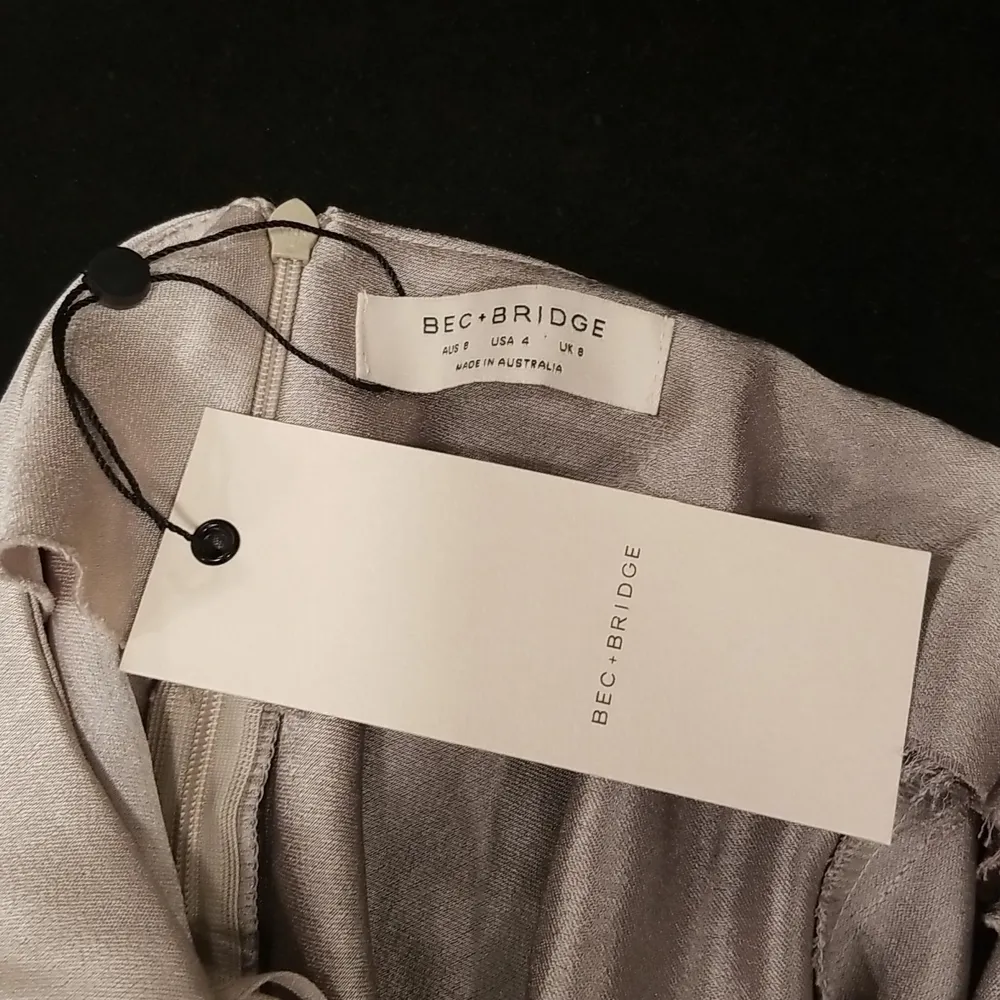 BEC+BRIDGE
AUS 8 USA 4 UK 8
MADE IN AUSTRALIA
BEC+BRIDGE